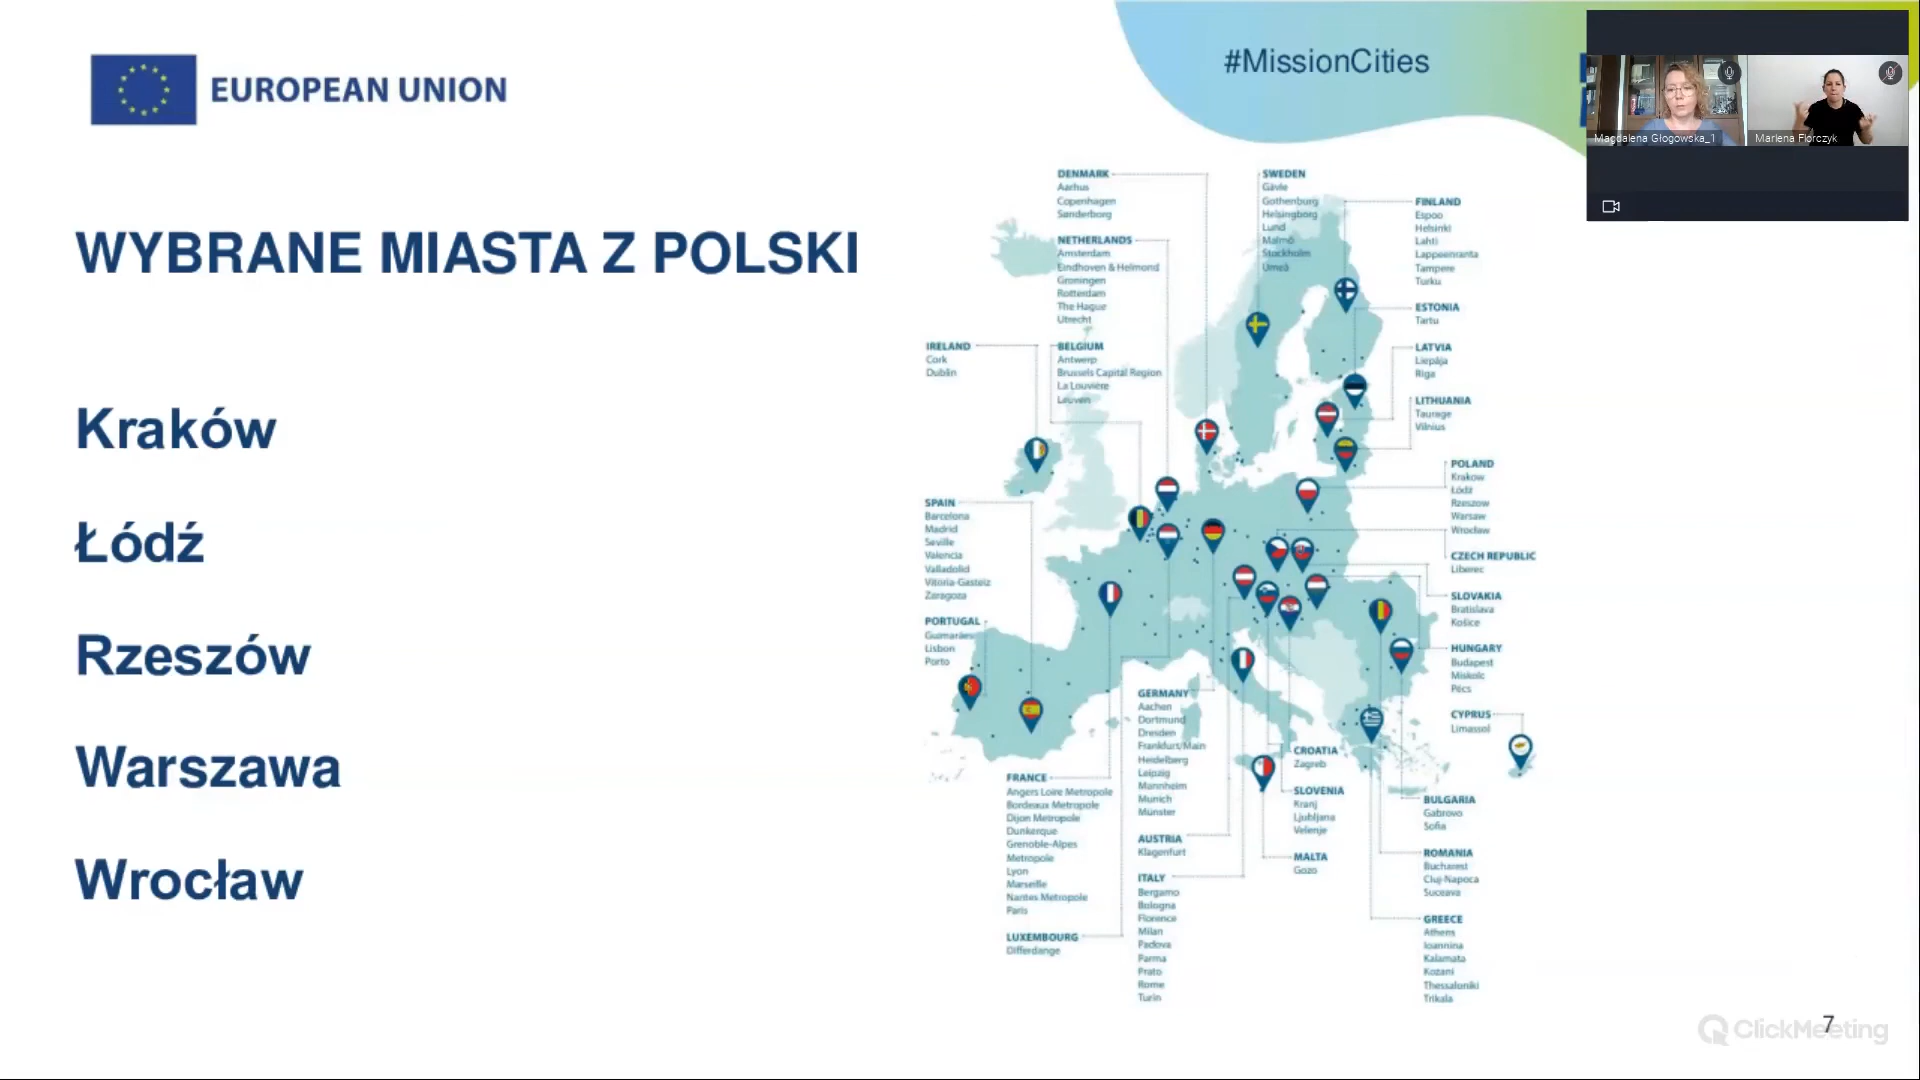 EUROPEAN UNION
#MissionCities
Magdalena Głogowska_1
Marlena Florczyk
WYBRANE MIASTA Z POLSKI
Kraków
Łódź
Rzeszów
Warszawa
Wrocław
DENMARK
Aarhus
Copenhagen
Sønderborg
NETHERLANDS
Amsterdam
Eindhoven & Helmond
Groningen
Rotterdam
The Hague
Utrecht
IRELAND
Cork
Dublin
BELGIUM
Antwerp
Brussels Capital Region
La Louvière
Leuven
SPAIN
Barcelona
Madrid
Seville
Valencia
Valladolid
Vitoria-Gasteiz
Zaragoza
PORTUGAL
Guimarães
Lisbon
Porto
FRANCE
Angers Loire Metropole
Bordeaux Metropole
Dijon Metropole
Dunkerque
Grenoble-Alpes
Metropole
Lyon
Marseille
Nantes Metropole
Paris
LUXEMBOURG
Differdange
GERMANY
Aachen
Dortmund
Dresden
Frankfurt/Main
Heidelberg
Leipzig
Mannheim
Munich
Münster
AUSTRIA
Klagenfurt
ITALY
Bergamo
Bologna
Florence
Milan
Padova
Parma
Prato
Rome
Turin
CROATIA
Zagreb
SLOVENIA
Kranj
Ljubljana
Velenje
MALTA
Gozo
SWEDEN
Gävle
Gothenburg
Helsingborg
Lund
Malmö
Stockholm
Umeå
FINLAND
Espoo
Helsinki
Lahti
Lappeenranta
Tampere
Turku
ESTONIA
Tartu
LATVIA
Liepāja
Riga
LITHUANIA
Taurage
Vilnius
POLAND
Krakow
Łódź
Rzeszow
Warsaw
Wrocław
CZECH REPUBLIC
Liberec
SLOVAKIA
Bratislava
Košice
HUNGARY
Budapest
Miskolc
Pécs
CYPRUS
Limassol
BULGARIA
Gabrovo
Sofia
ROMANIA
Bucharest
Cluj-Napoca
Suceava
GREECE
Athens
Ioannina
Kalamata
Kozani
Thessaloniki
Trikala
7
ClickMeeting